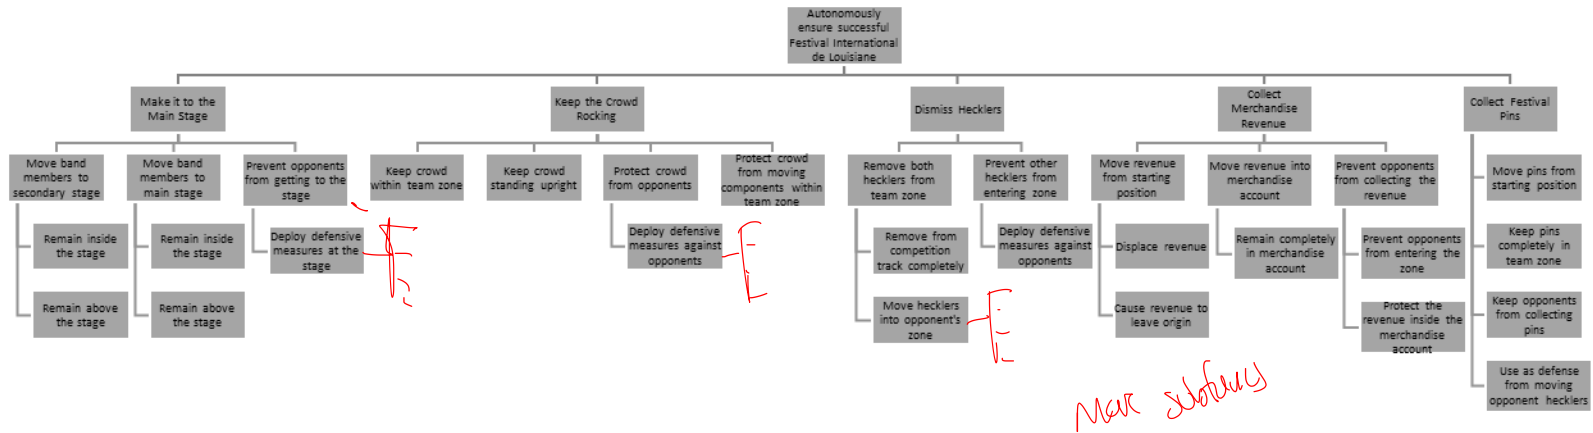 Autonomously
ensure successful
Festival International
de Louisiane
Make it to the
Main Stage
Keep the Crowd
Rocking
Dismiss Hecklers
Collect
Merchandise
Revenue
Collect Festival
Pins
Move band
members to
secondary stage
Move band
members to
main stage
Prevent opponents
from getting to the
stage
Keep crowd
within team zone
Keep crowd
standing upright
Protect crowd
from opponents
Protect crowd
from moving
components within
team zone
Remove both
hecklers from
team zone
Prevent other
hecklers from
entering zone
Move revenue
from starting
position
Move revenue into
merchandise
account
Prevent opponents
from collecting the
revenue
Move pins from
starting position
Remain inside
the stage
Remain inside
the stage
Deploy defensive
measures at the
stage
Deploy defensive
measures against
opponents
Remove from
competition
track completely
Deploy defensive
measures against
opponents
Displace revenue
Remain completely
in merchandise
account
Prevent opponents
from entering the
zone
Keep pins
completely in
team zone
Remain above
the stage
Remain above
the stage
Move hecklers
into opponent's
zone
Cause revenue to
leave origin
Protect the
revenue inside the
merchandise
account
Keep opponents
from collecting
pins
Use as defense
from moving
opponent hecklers